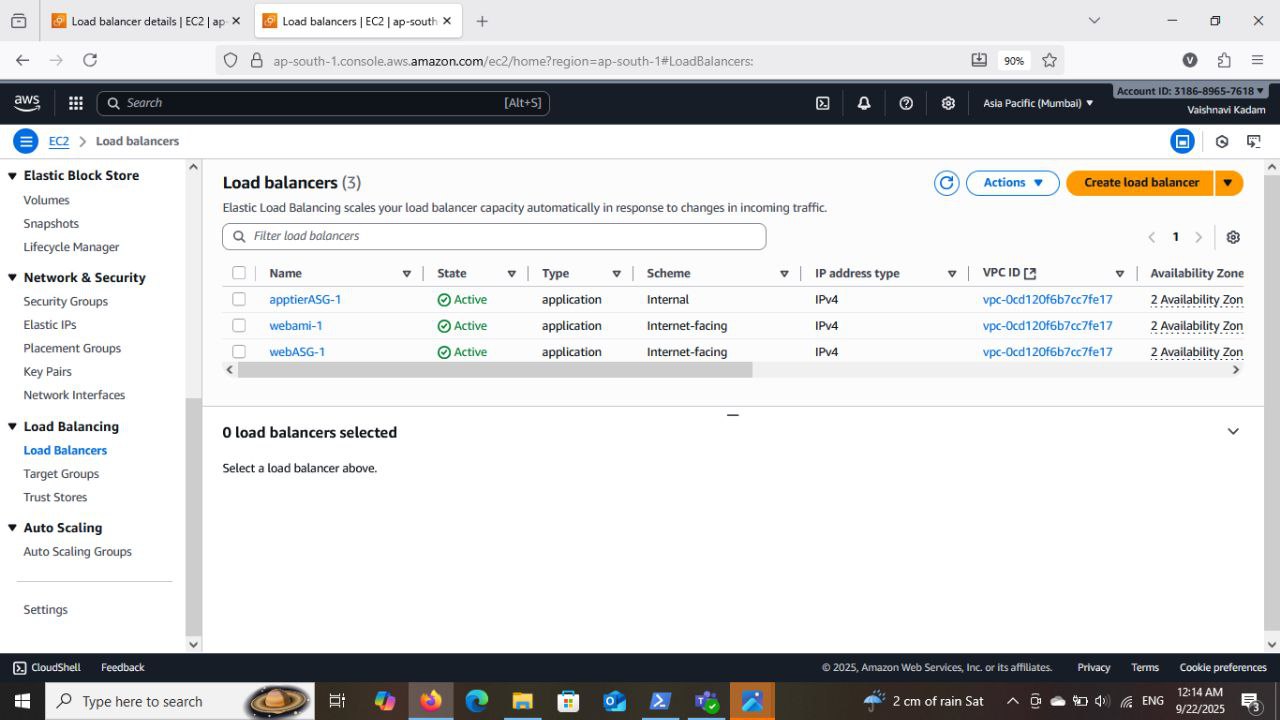 Load balancer details | EC2 | ap-
Load balancers | EC2 | ap-south
ap-south-1.console.aws.amazon.com/ec2/home?region=ap-south-1#LoadBalancers:
90%
V
aws
Search
[Alt+S]
Asia Pacific (Mumbai)
Account ID: 3186-8965-7618
Vaishnavi Kadam
EC2
Load balancers
Elastic Block Store
Volumes
Snapshots
Lifecycle Manager
Network & Security
Security Groups
Elastic IPs
Placement Groups
Key Pairs
Network Interfaces
Load Balancing
Load Balancers
Target Groups
Trust Stores
Auto Scaling
Auto Scaling Groups
Settings
Load balancers (3)
Actions
Create load balancer
Elastic Load Balancing scales your load balancer capacity automatically in response to changes in incoming traffic.
Filter load balancers
1
Name State Type Scheme IP address type VPC ID Availability Zone
apptierASG-1 Active application Internal IPv4 vpc-0cd120f6b7cc7fe17 2 Availability Zon
webami-1 Active application Internet-facing IPv4 vpc-0cd120f6b7cc7fe17 2 Availability Zon
webASG-1 Active application Internet-facing IPv4 vpc-0cd120f6b7cc7fe17 2 Availability Zon
0 load balancers selected
Select a load balancer above.
CloudShell Feedback
© 2025, Amazon Web Services, Inc. or its affiliates. Privacy Terms Cookie preferences
Type here to search
2 cm of rain Sat
ENG
12:14 AM
9/22/2025
3